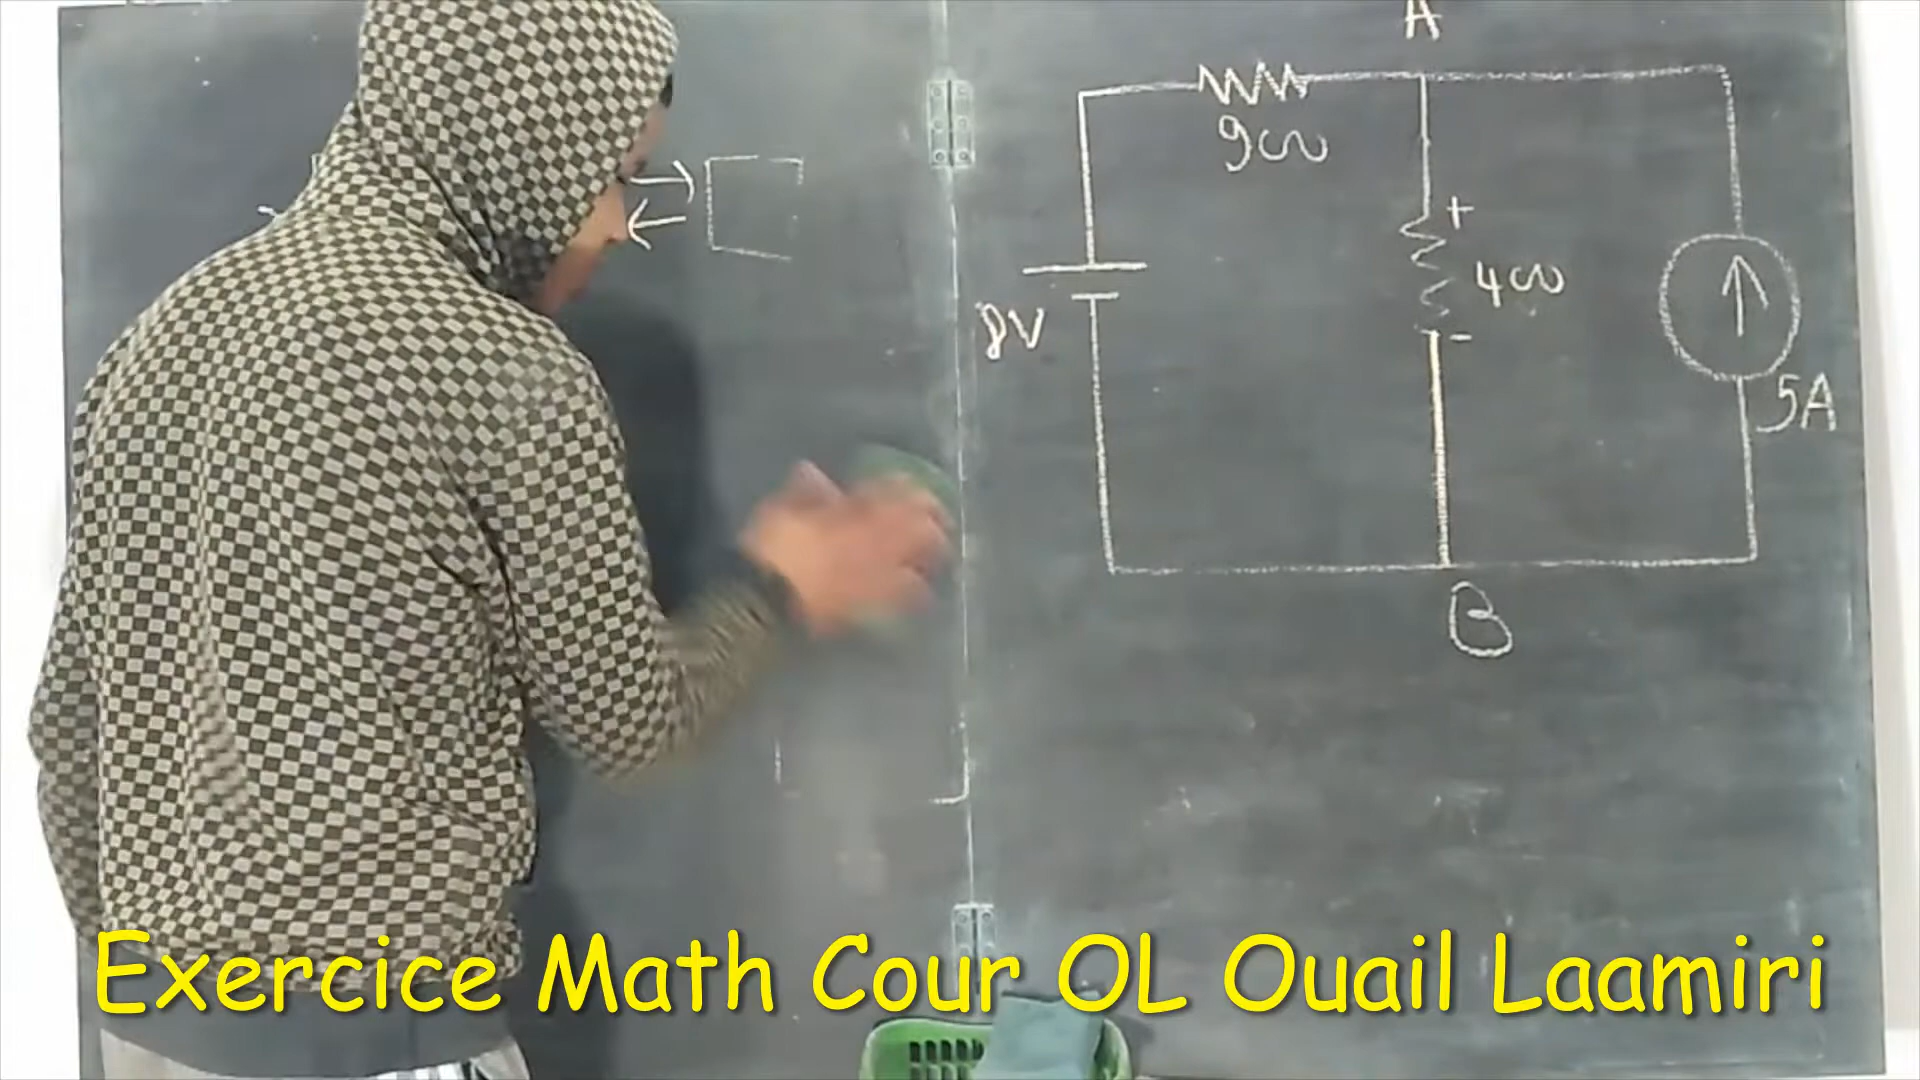 A
9ω
+
4ω
-
8V
5A
B
Exercice Math Cour OL Ouail Laamiri